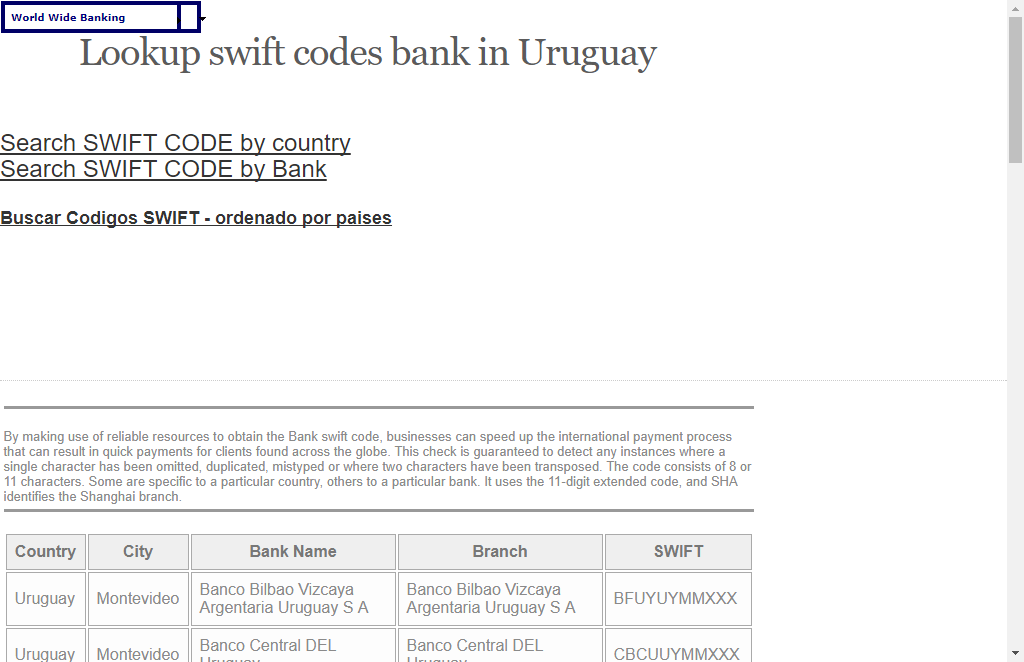 World Wide Banking
Lookup swift codes bank in Uruguay
Search SWIFT CODE by country
Search SWIFT CODE by Bank
Buscar Codigos SWIFT - ordenado por paises
By making use of reliable resources to obtain the Bank swift code, businesses can speed up the international payment process
that can result in quick payments for clients found across the globe. This check is guaranteed to detect any instances where a
single character has been omitted, duplicated, mistyped or where two characters have been transposed. The code consists of 8 or
11 characters. Some are specific to a particular country, others to a particular bank. It uses the 11-digit extended code, and SHA
identifies the Shanghai branch.
Country City Bank Name Branch SWIFT
Uruguay Montevideo Banco Bilbao Vizcaya Argentaria Uruguay S A Banco Bilbao Vizcaya Argentaria Uruguay S A BFUYUYMMXXX
Uruguay Montevideo Banco Central DEL Uruguay Banco Central DEL Uruguay CBCUUYMMXXX